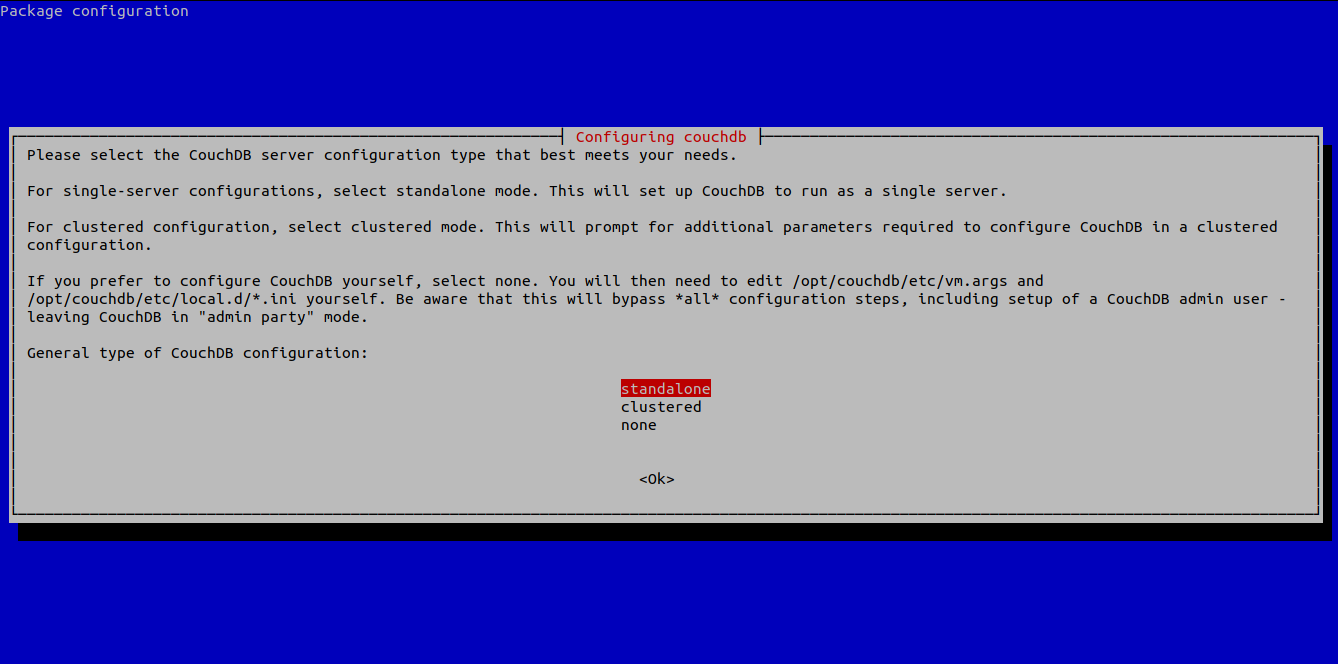 Package configuration
Configuring couchdb
Please select the CouchDB server configuration type that best meets your needs.
For single-server configurations, select standalone mode. This will set up CouchDB to run as a single server.
For clustered configuration, select clustered mode. This will prompt for additional parameters required to configure CouchDB in a clustered
configuration.
If you prefer to configure CouchDB yourself, select none. You will then need to edit /opt/couchdb/etc/vm.args and
/opt/couchdb/etc/local.d/*.ini yourself. Be aware that this will bypass *all* configuration steps, including setup of a CouchDB admin user -
leaving CouchDB in "admin party" mode.
General type of CouchDB configuration:
standalone
clustered
none
<Ok>